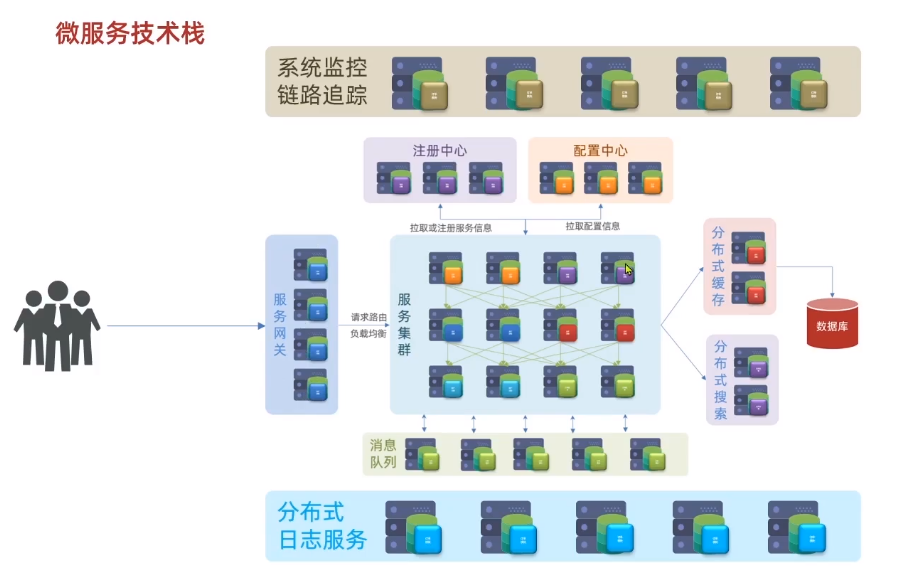 微服务技术栈
系统监控
链路追踪
注册中心
配置中心
拉取或注册服务信息
拉取配置信息
服务网关
请求路由
负载均衡
服务集群
分布式缓存
数据库
分布式搜索
消息
队列
分布式
日志服务